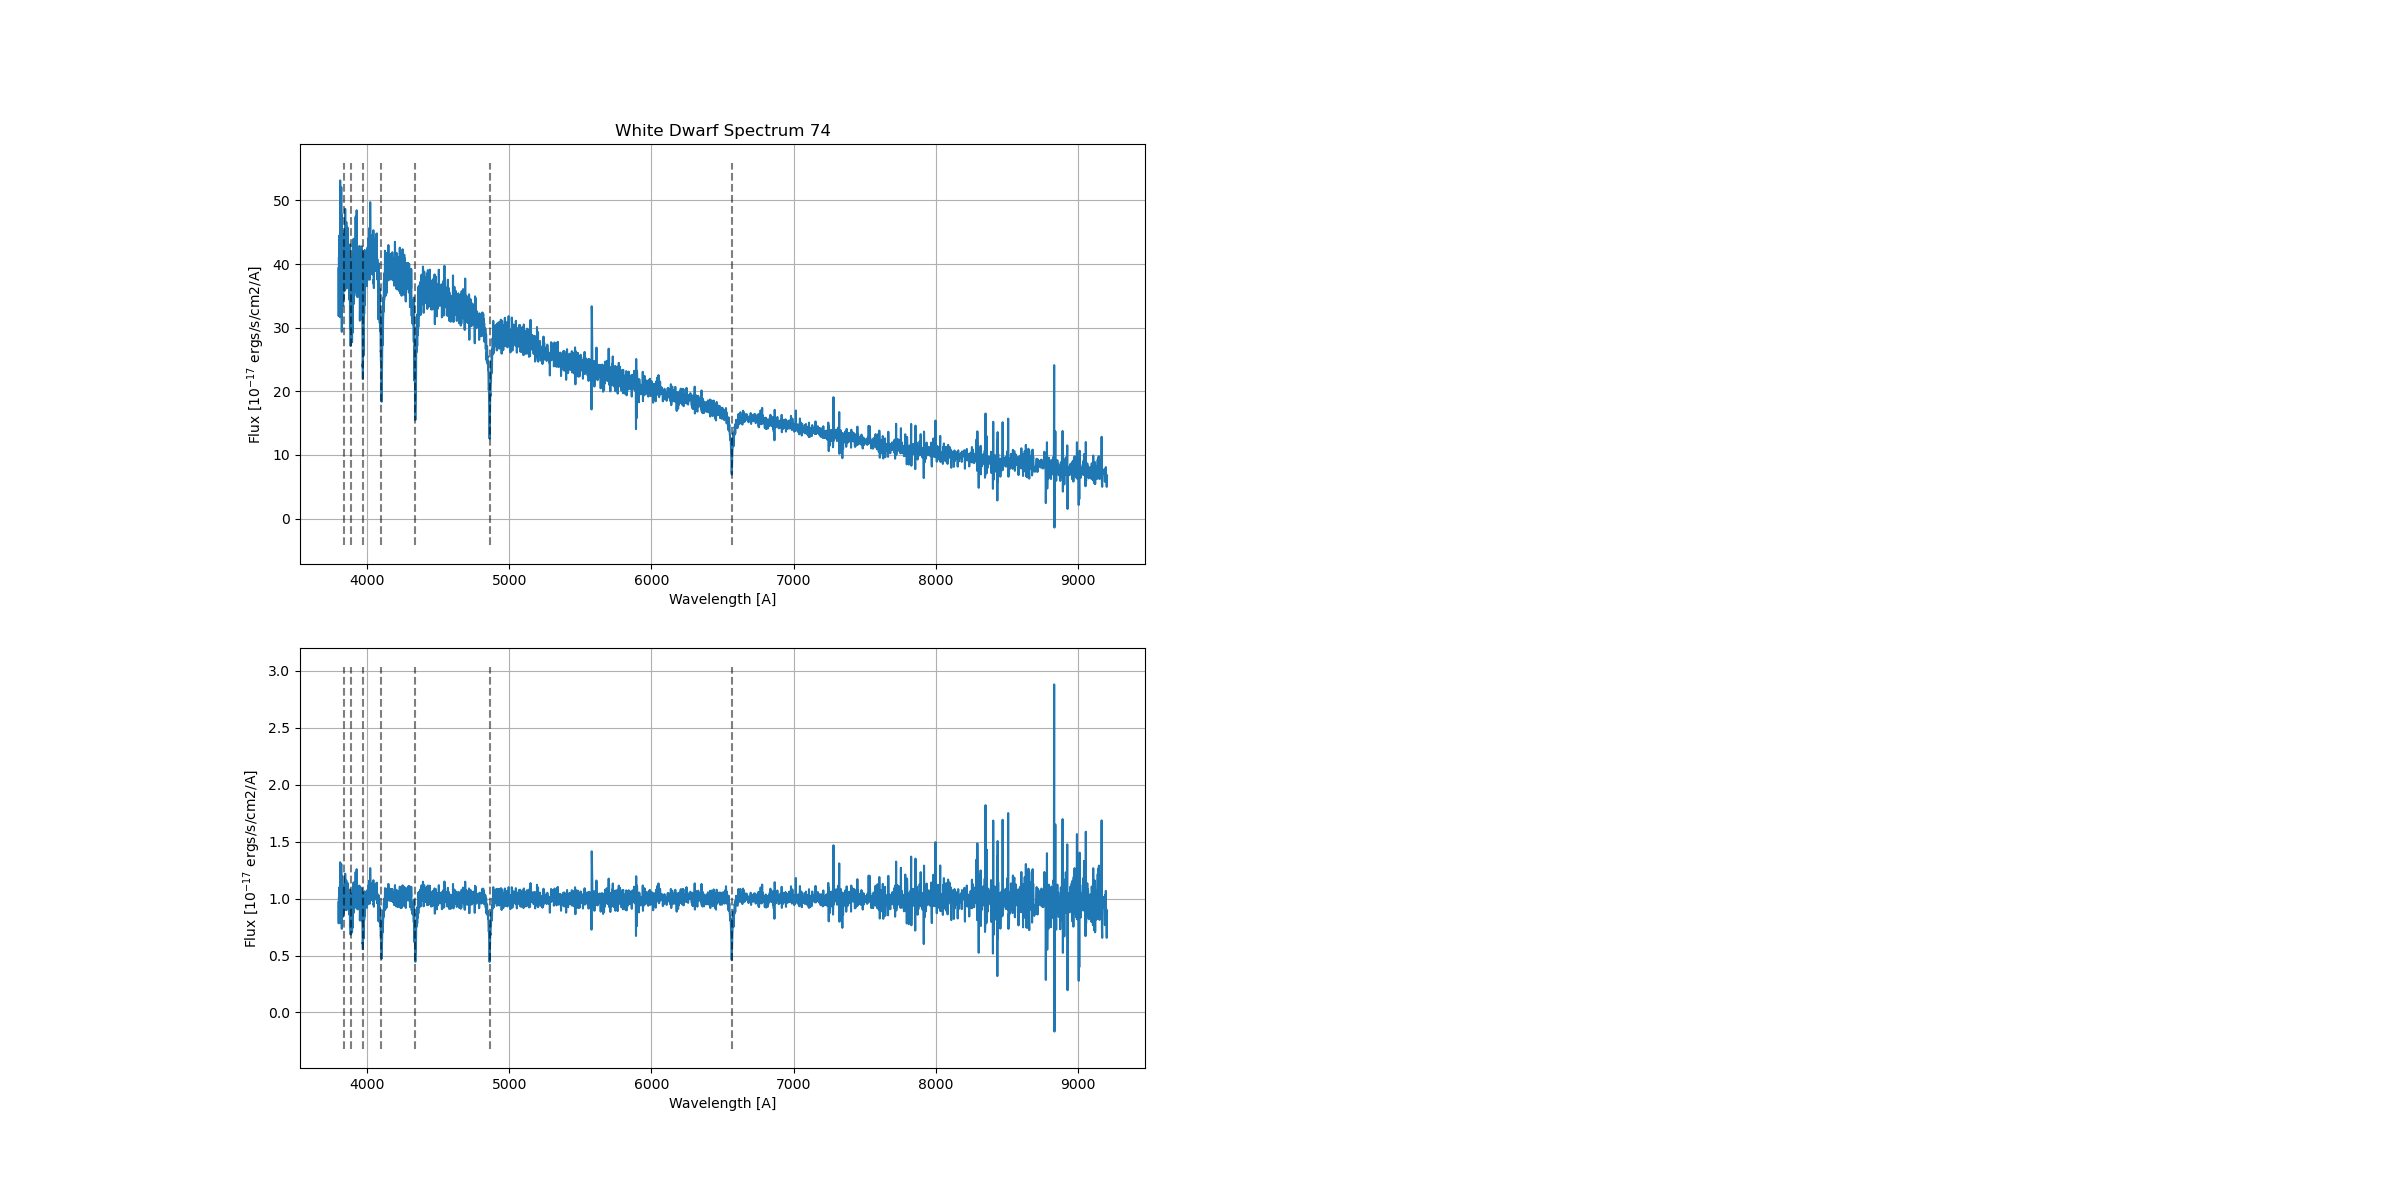 White Dwarf Spectrum 74
Flux [10⁻¹⁷ ergs/s/cm2/A]
50
40
30
20
10
0
4000 5000 6000 7000 8000 9000
Wavelength [A]
Flux [10⁻¹⁷ ergs/s/cm2/A]
3.0
2.5
2.0
1.5
1.0
0.5
0.0
4000 5000 6000 7000 8000 9000
Wavelength [A]